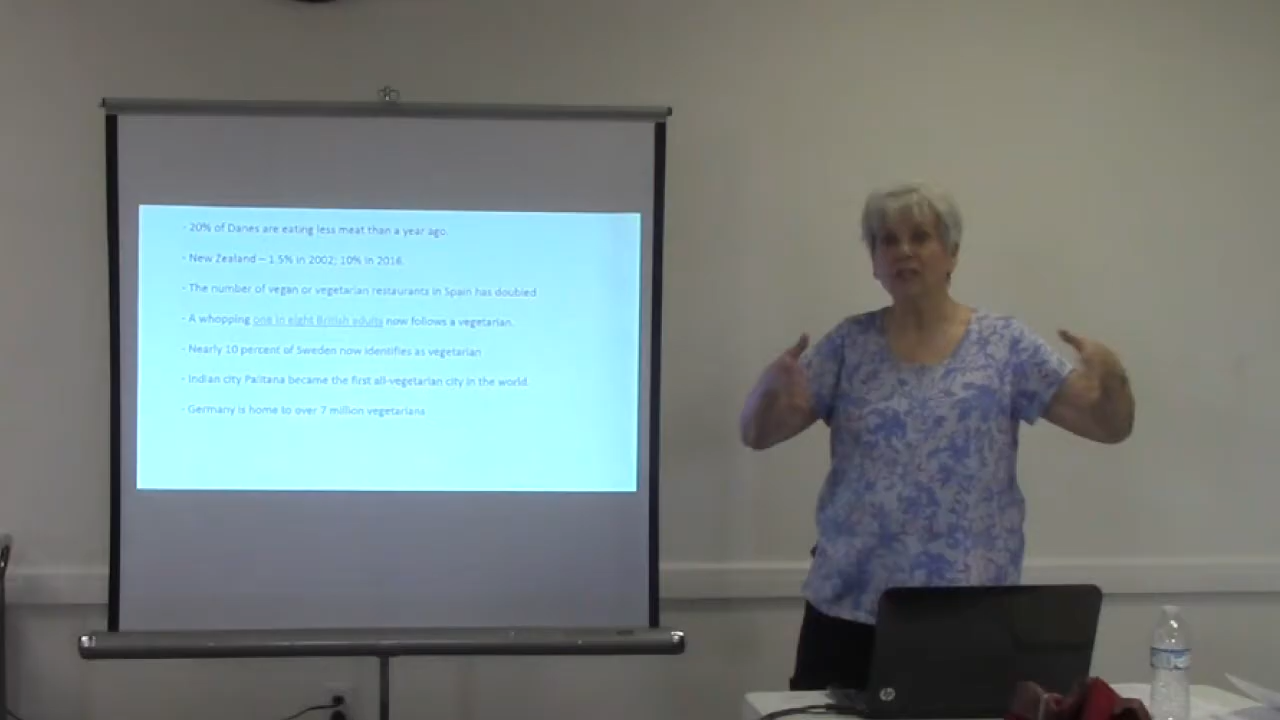 - 20% of Danes are eating less meat than a year ago.
- New Zealand – 1.5% in 2002; 10% in 2016.
- The number of vegan or vegetarian restaurants in Spain has doubled
- A whopping one in eight British adults now follows a vegetarian.
- Nearly 10 percent of Sweden now identifies as vegetarian
- Indian city Palitana became the first all-vegetarian city in the world.
- Germany is home to over 7 million vegetarians
hp